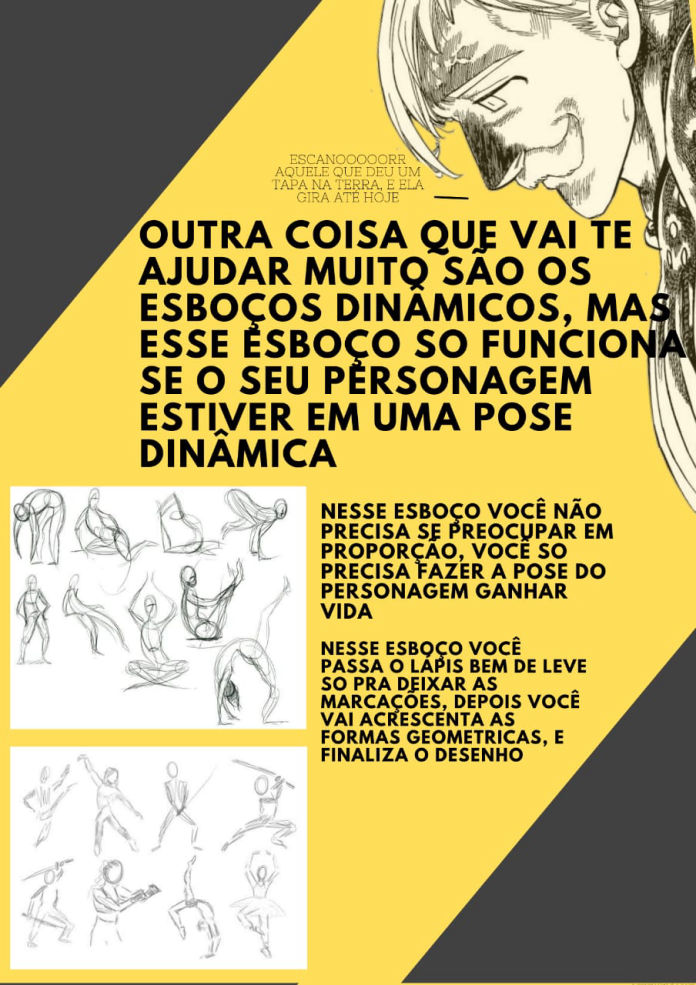 ESCANOOOOORR
AQUELE QUE DEU UM
TAPA NA TERRA, E ELA
GIRA ATÉ HOJE
OUTRA COISA QUE VAI TE
AJUDAR MUITO SÃO OS
ESBOÇOS DINÂMICOS, MAS
ESSE ESBOÇO SO FUNCIONA
SE O SEU PERSONAGEM
ESTIVER EM UMA POSE
DINÂMICA
NESSE ESBOÇO VOCÊ NÃO
PRECISA SE PREOCUPAR EM
PROPORÇÃO, VOCÊ SO
PRECISA FAZER A POSE DO
PERSONAGEM GANHAR
VIDA
NESSE ESBOÇO VOCÊ
PASSA O LÁPIS BEM DE LEVE
SO PRA DEIXAR AS
MARCAÇÕES, DEPOIS VOCÊ
VAI ACRESCENTA AS
FORMAS GEOMETRICAS, E
FINALIZA O DESENHO